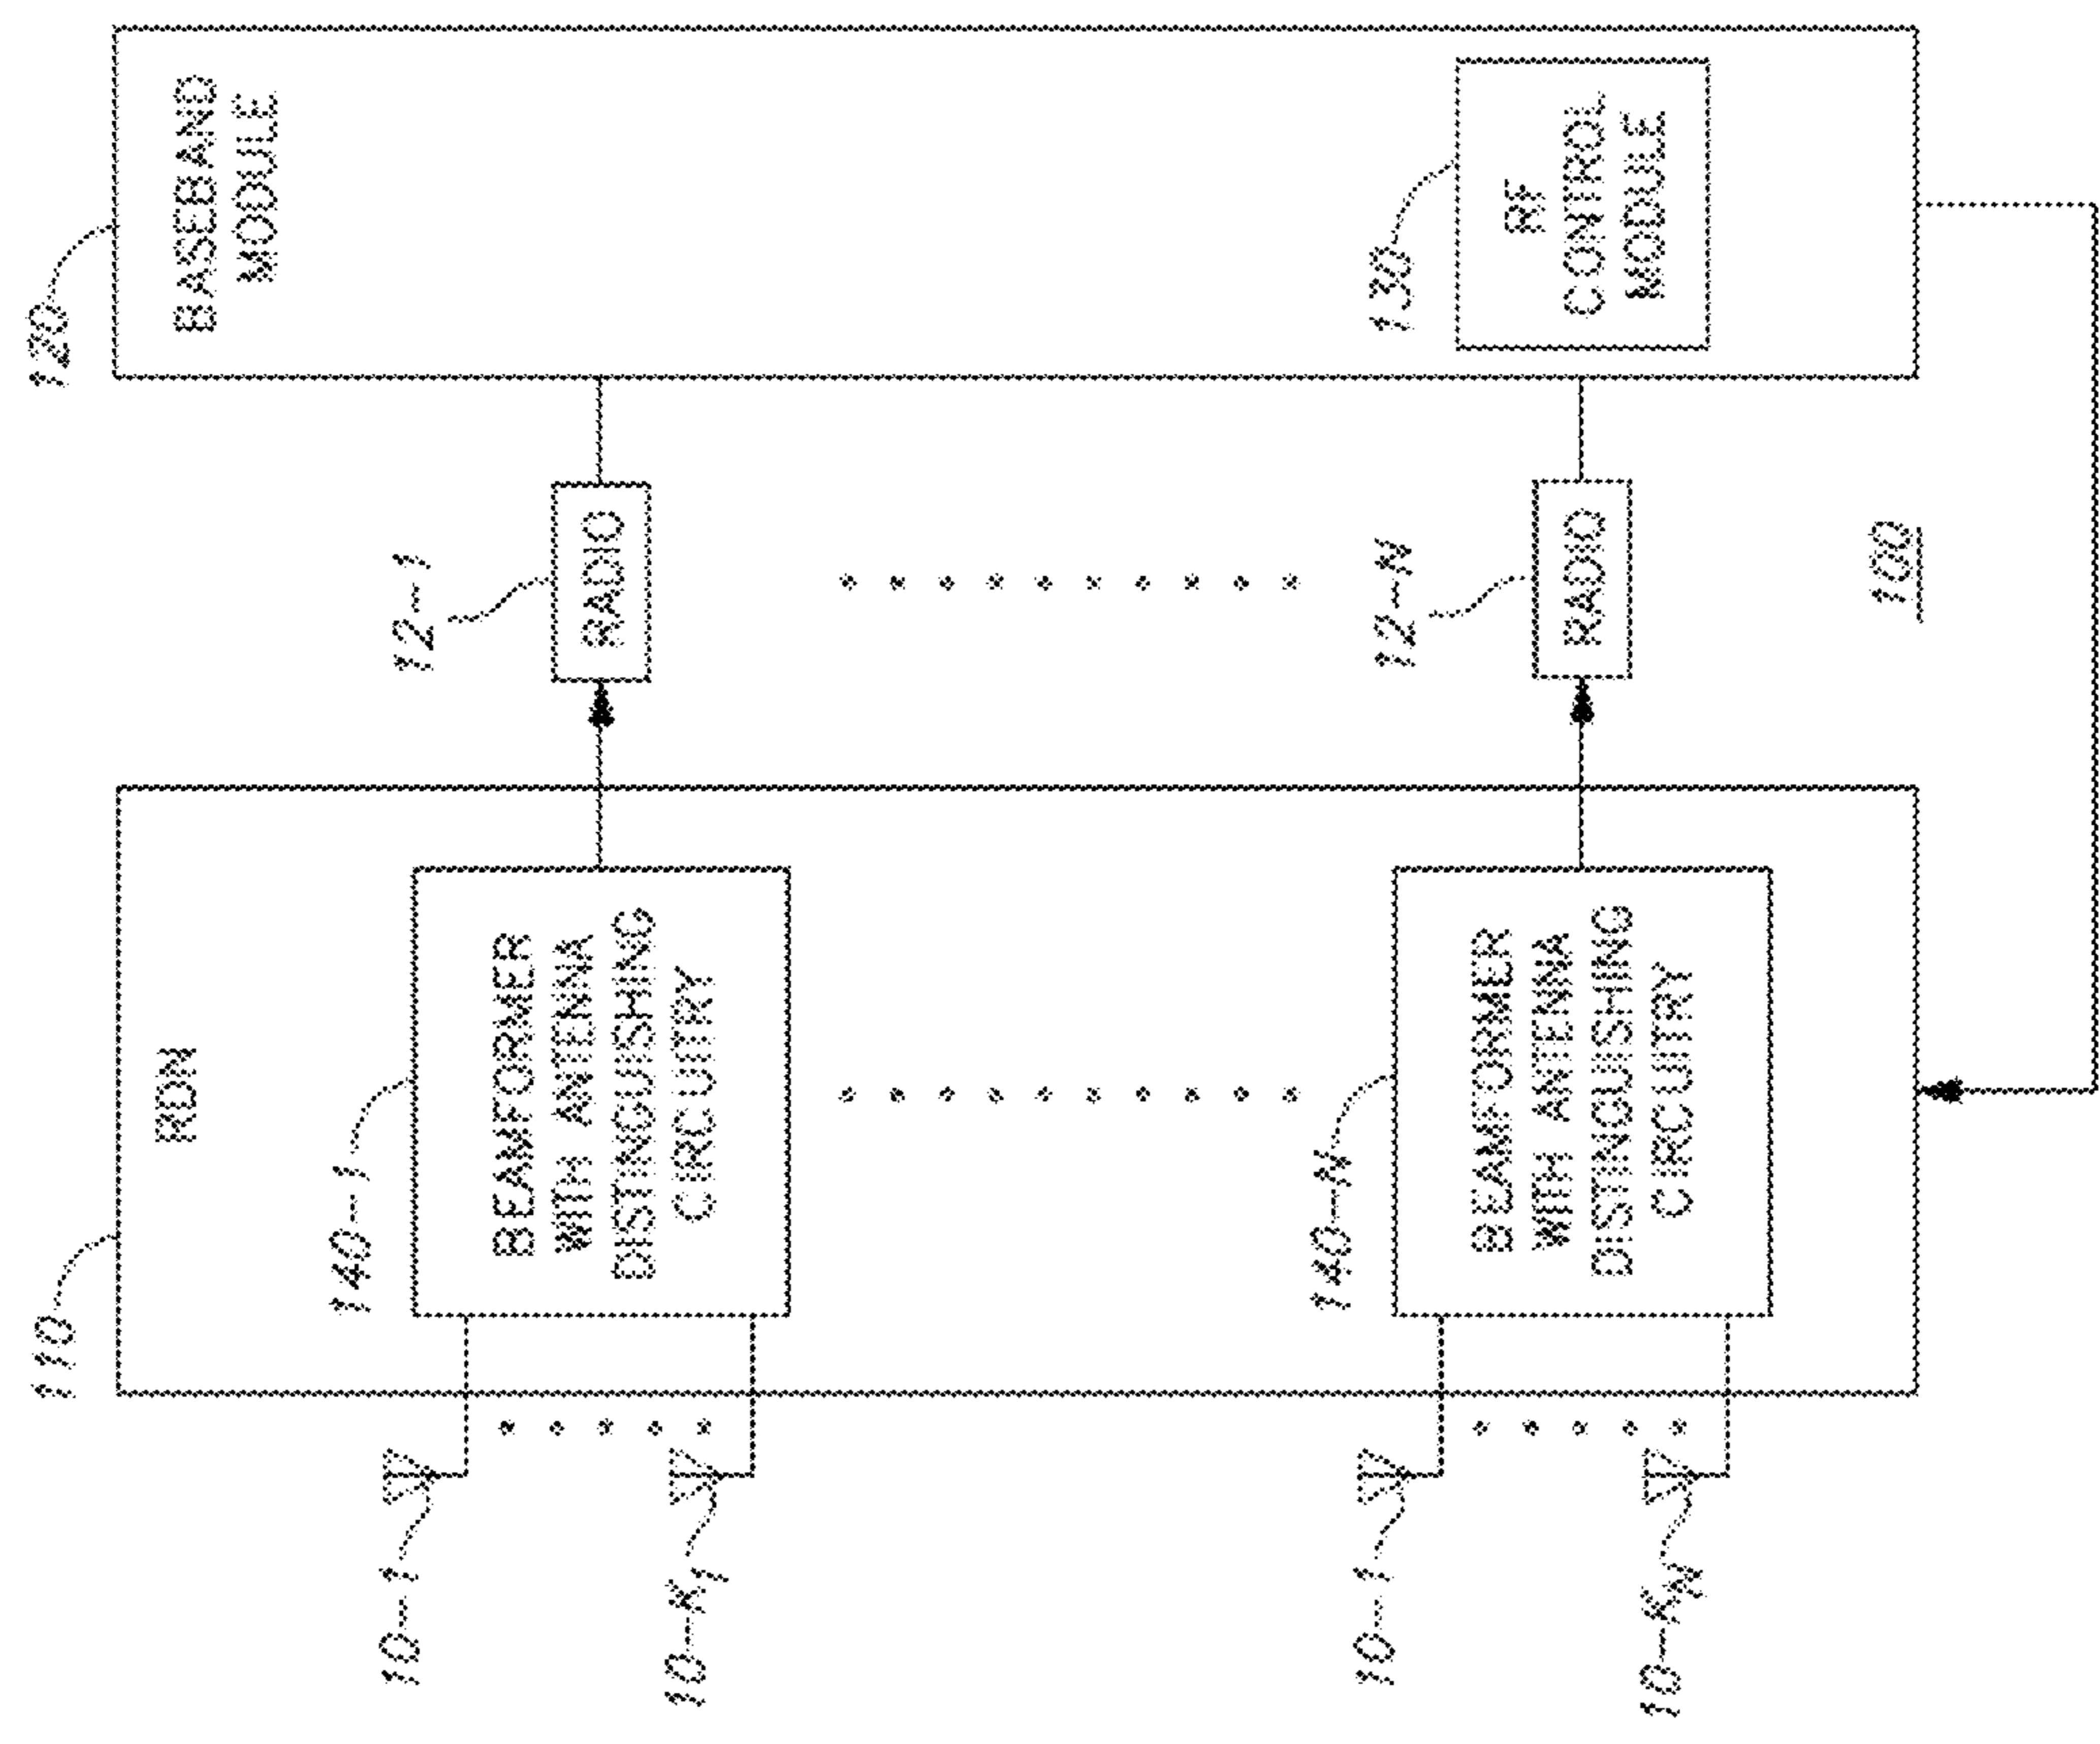 120
BASEBAND
MODULE
130
RF
CONTROL
MODULE
12-1
RADIO
12-N
RADIO
100
110
RDN
140-1
BEAMFORMER
WITH ANTENNA
DISTINGUISHING
CIRCUITRY
140-N
BEAMFORMER
WITH ANTENNA
DISTINGUISHING
CIRCUITRY
10-1
10-K1
10-1
10-KN